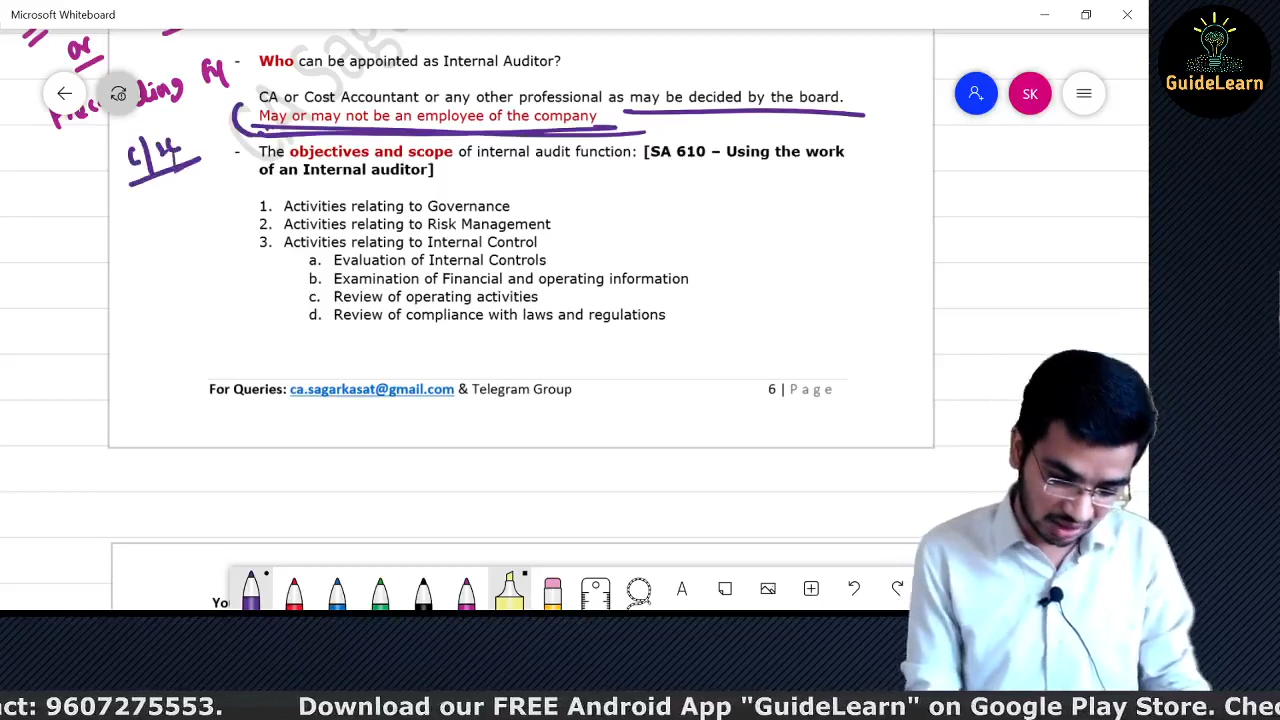 Microsoft Whiteboard
or
GuideLearn
SK
- Who can be appointed as Internal Auditor?
CA or Cost Accountant or any other professional as may be decided by the board.
May or may not be an employee of the company
- The objectives and scope of internal audit function: [SA 610 – Using the work
of an Internal auditor]
1. Activities relating to Governance
2. Activities relating to Risk Management
3. Activities relating to Internal Control
a. Evaluation of Internal Controls
b. Examination of Financial and operating information
c. Review of operating activities
d. Review of compliance with laws and regulations
For Queries: ca.sagarkasat@gmail.com & Telegram Group 6 | Page
Yo
A
act: 9607275553. Download our FREE Android App "GuideLearn" on Google Play Store. Chec